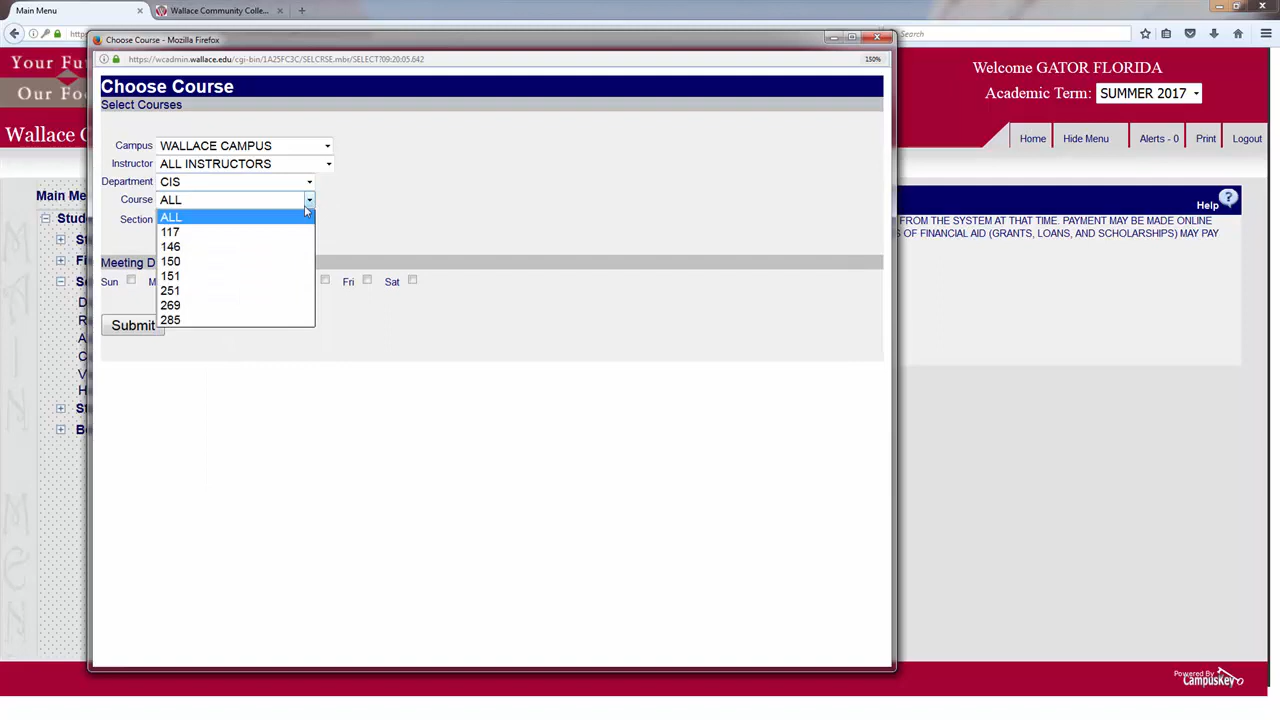 Main Menu
Wallace Community Colle...
Choose Course - Mozilla Firefox
https://wcadmin.wallace.edu/cgi-bin/1A25FC3C/SELCRSE.mbr/SELECT?09:20:05.642
150%
Search
Your Fu
Our Fo
Wallace C
Welcome GATOR FLORIDA
Academic Term: SUMMER 2017
Home
Hide Menu
Alerts - 0
Print
Logout
Choose Course
Select Courses
Campus WALLACE CAMPUS
Instructor ALL INSTRUCTORS
Department CIS
Course ALL
Section
ALL
117
146
150
151
251
269
285
Meeting D
Sun
M
Fri
Sat
Submit
Main Me
Stud
St
Fi
Se
D
R
A
C
V
H
St
B
Help
FROM THE SYSTEM AT THAT TIME. PAYMENT MAY BE MADE ONLINE
S OF FINANCIAL AID (GRANTS, LOANS, AND SCHOLARSHIPS) MAY PAY
Powered By
CampusKey